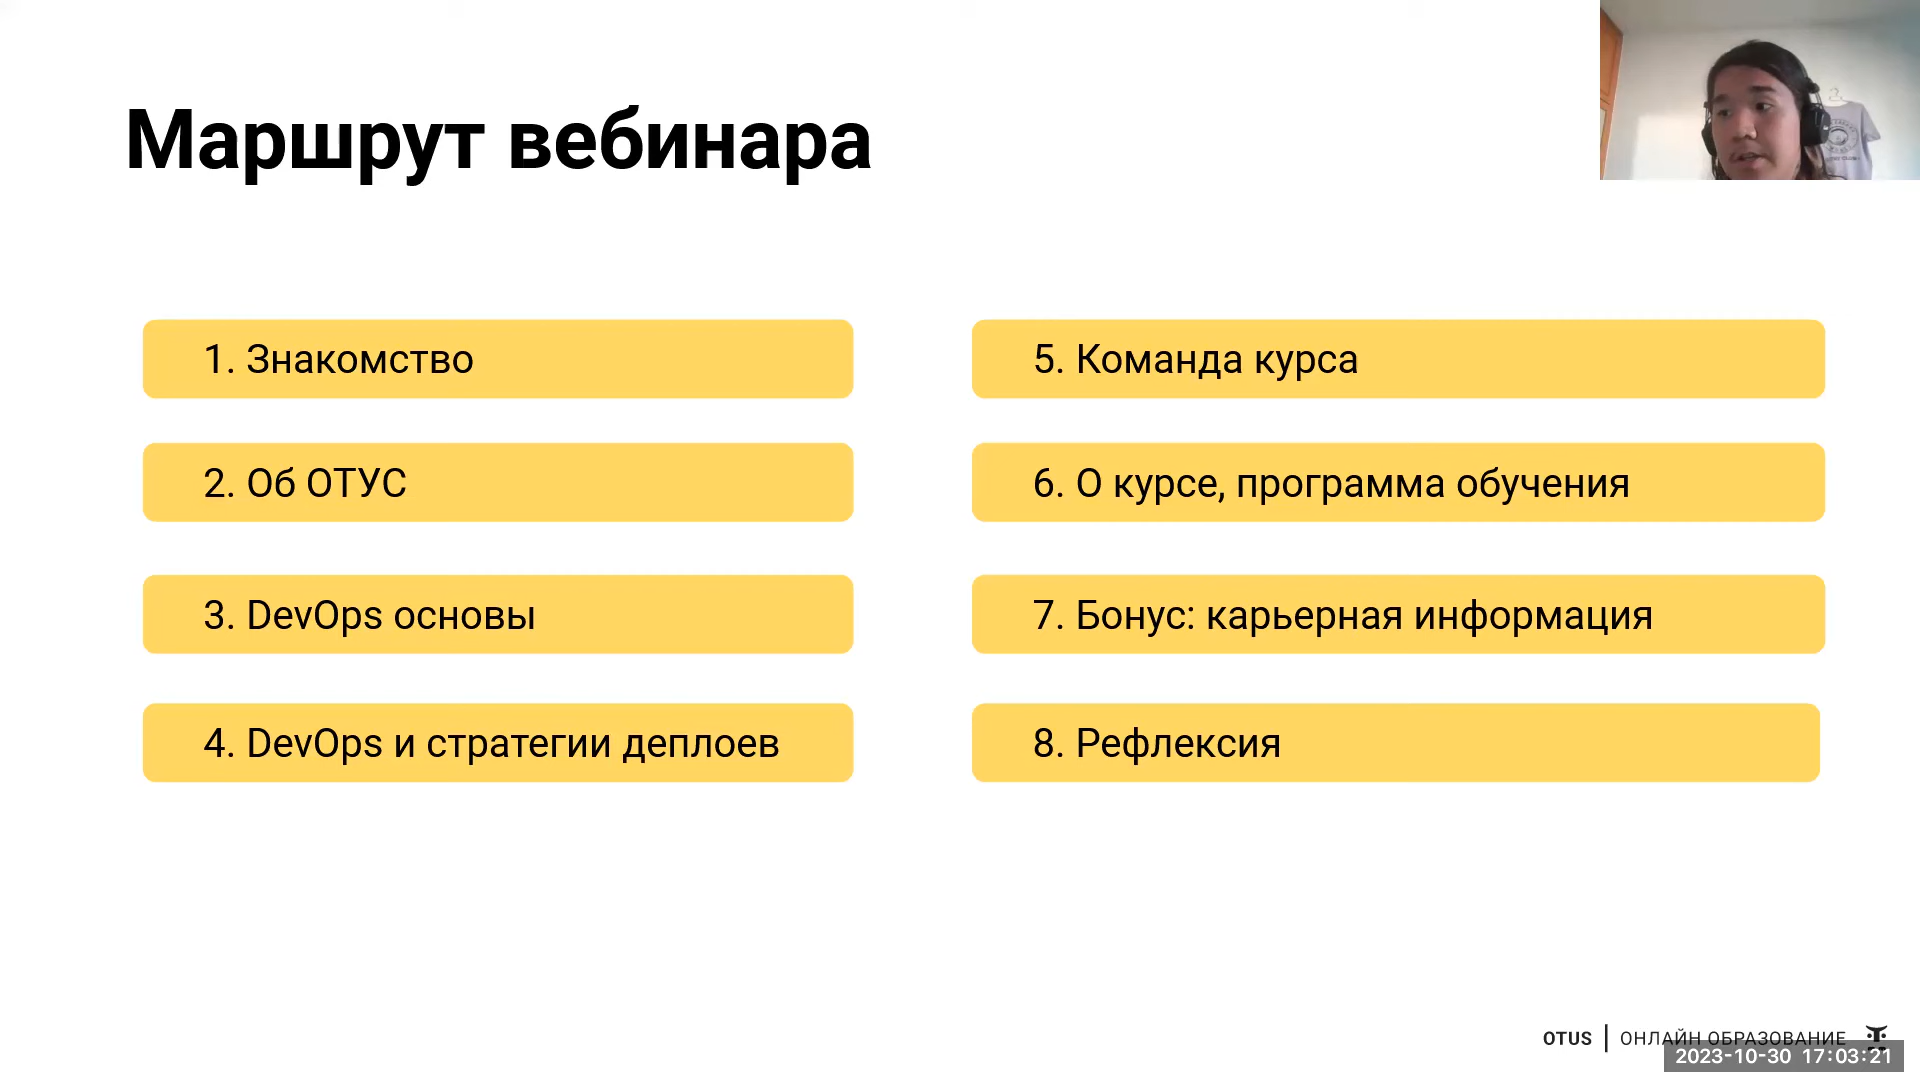 Маршрут вебинара
1. Знакомство
2. Об ОТУС
3. DevOps основы
4. DevOps и стратегии деплоев
5. Команда курса
6. О курсе, программа обучения
7. Бонус: карьерная информация
8. Рефлексия
OTUS | ОНЛАЙН ОБРАЗОВАНИЕ
2023-10-30 17:03:21